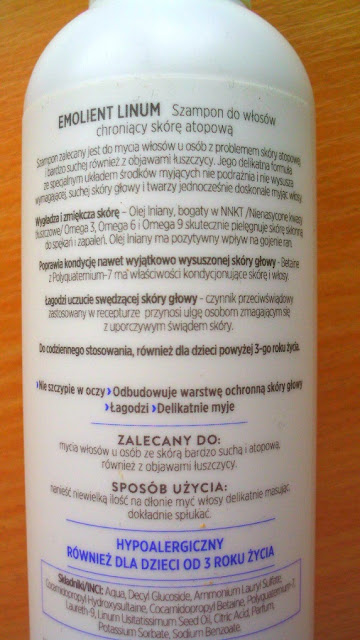 EMOLIENT LINUM Szampon do włosów
chroniący skórę atopową
Szampon zalecany jest do mycia włosów u osób z problemem skóry atopowej
i bardzo suchej również z objawami łuszczycy. Jego delikatna formuła
ze specjalnym układem środków myjących nie podrażnia i nie wysusza
wymagającej, suchej skóry głowy i twarzy jednocześnie doskonale myjąc włosy.
Wygładza i zmiękcza skórę – Olej lniany, bogaty w NNKT /Nienasycone kwasy
tłuszczowe/ Omega 3, Omega 6 i Omega 9 skutecznie pielęgnuje skórę skłonną
do spiekań i zapaleń. Olej lniany ma pozytywny wpływ na gojenie ran.
Poprawia kondycję nawet wyjątkowo wysuszonej skóry głowy - Betaine
z Polyquaternium-7 ma właściwości kondycjonujące skórę i włosy.
Łagodzi uczucie swędzącej skóry głowy – czynnik przeciwświądowy
zastosowany w recepturze przynosi ulgę osobom zmagającym się
z uporczywym świądem skóry.
Do codziennego stosowania, również dla dzieci powyżej 3-go roku życia.
›Nie szczypie w oczy ›Odbudowuje warstwę ochronną skóry głowy
›Łagodzi ›Delikatnie myje
ZALECANY DO:
mycia włosów u osób ze skórą bardzo suchą i atopową,
również z objawami łuszczycy.
SPOSÓB UŻYCIA:
nanieść niewielką ilość na dłonie myć włosy delikatnie masując,
dokładnie spłukać.
HYPOALERGICZNY
RÓWNIEŻ DLA DZIECI OD 3 ROKU ŻYCIA
Składniki/INCI: Aqua, Decyl Glucoside, Ammonium Lauryl Sulfate,
Cocamidopropyl Hydroxysultaine, Cocamidopropyl Betaine, Polyquaternium-7,
Laureth-9, Linum Usitatissimum Seed Oil, Citric Acid, Parfum,
Potassium Sorbate, Sodium Benzoate.